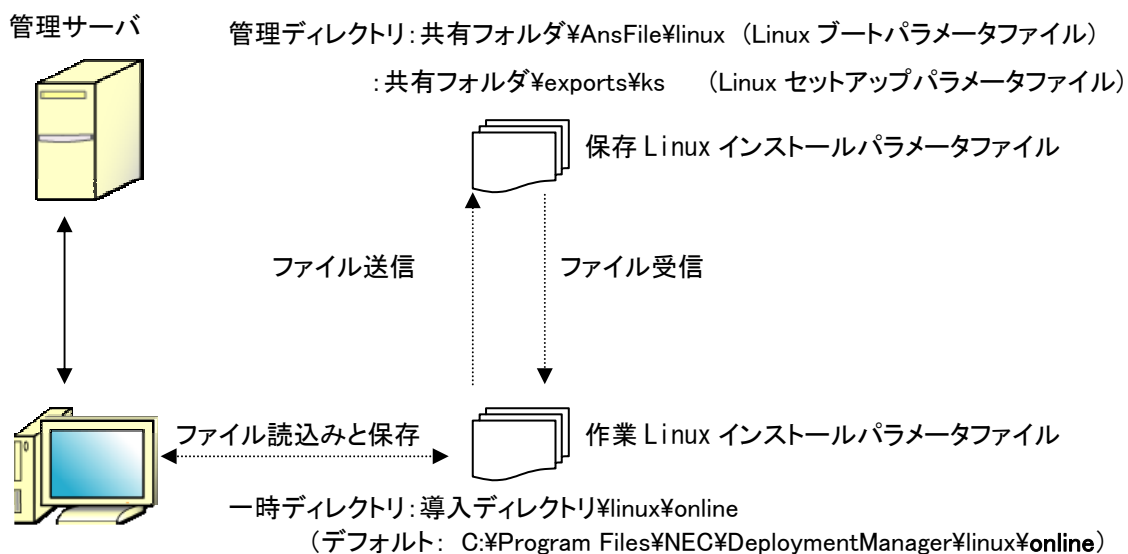 管理サーバ
管理ディレクトリ:共有フォルダ¥AnsFile¥linux (Linux ブートパラメータファイル)
:共有フォルダ¥exports¥ks (Linux セットアップパラメータファイル)
保存 Linux インストールパラメータファイル
ファイル送信
ファイル受信
ファイル読込みと保存
作業 Linux インストールパラメータファイル
一時ディレクトリ:導入ディレクトリ¥linux¥online
(デフォルト: C:¥Program Files¥NEC¥DeploymentManager¥linux¥online)